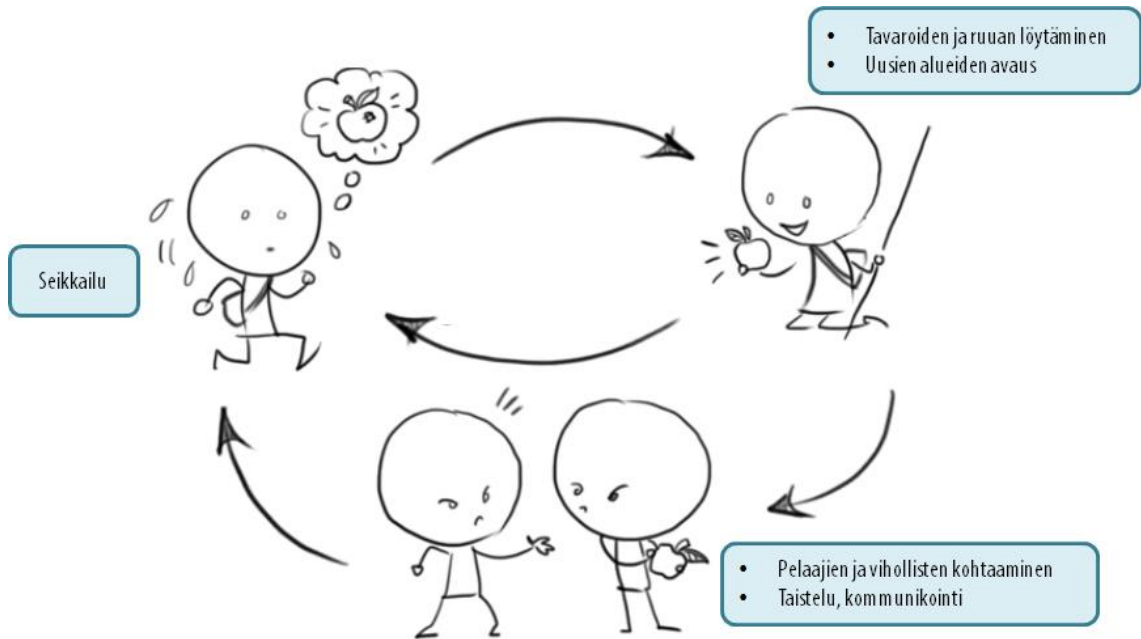 • Tavaroiden ja ruuan löytäminen
• Uusien alueiden avaus
Seikkailu
• Pelaajien ja vihollisten kohtaaminen
• Taistelu, kommunikointi